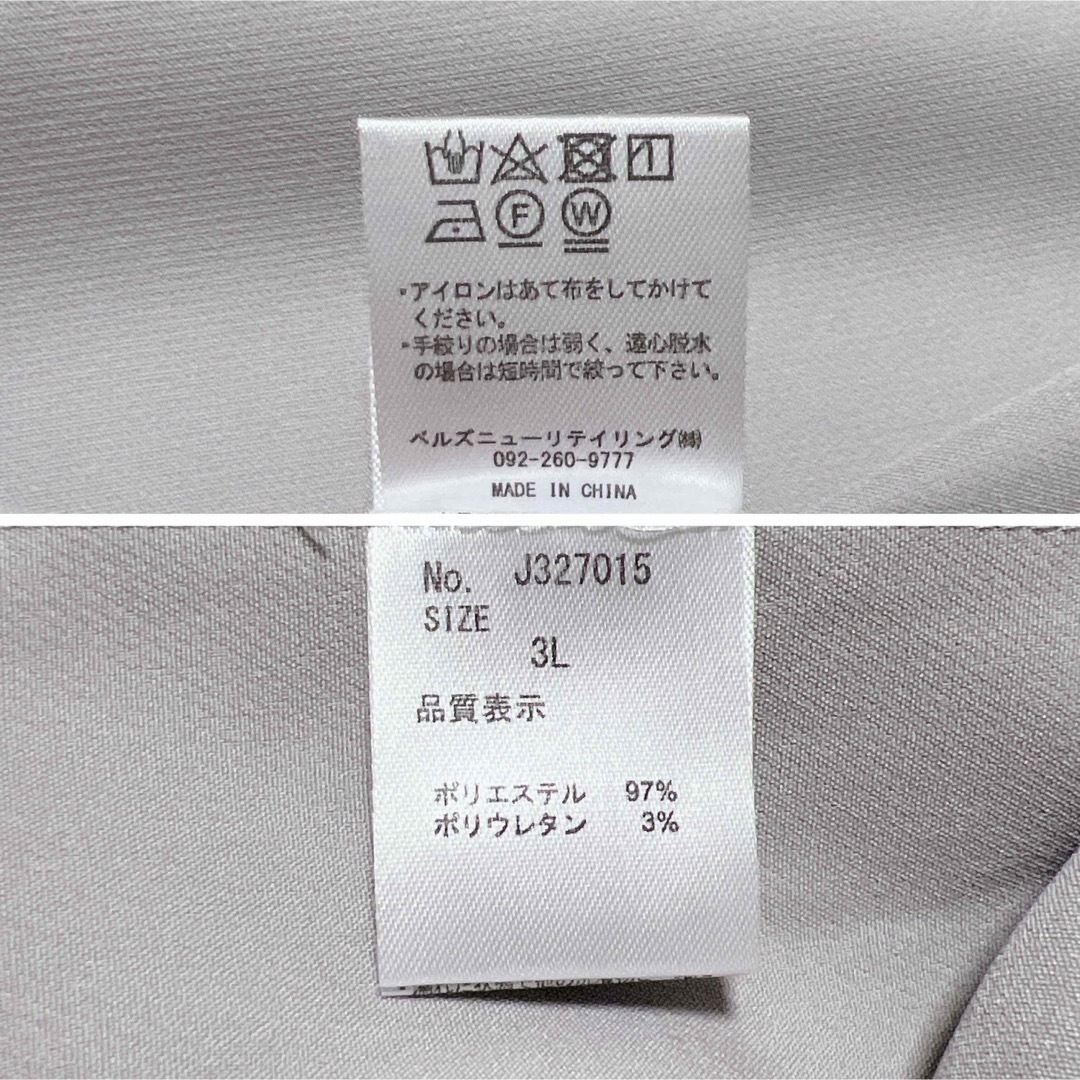 F W
・アイロンはあて布をしてかけて
ください。
・手絞りの場合は弱く、遠心脱水
の場合は短時間で絞って下さい。
ベルズニューリテイリング㈱
092-260-9777
MADE IN CHINA
No. J327015
SIZE
3L
品質表示
ポリエステル 97%
ポリウレタン 3%